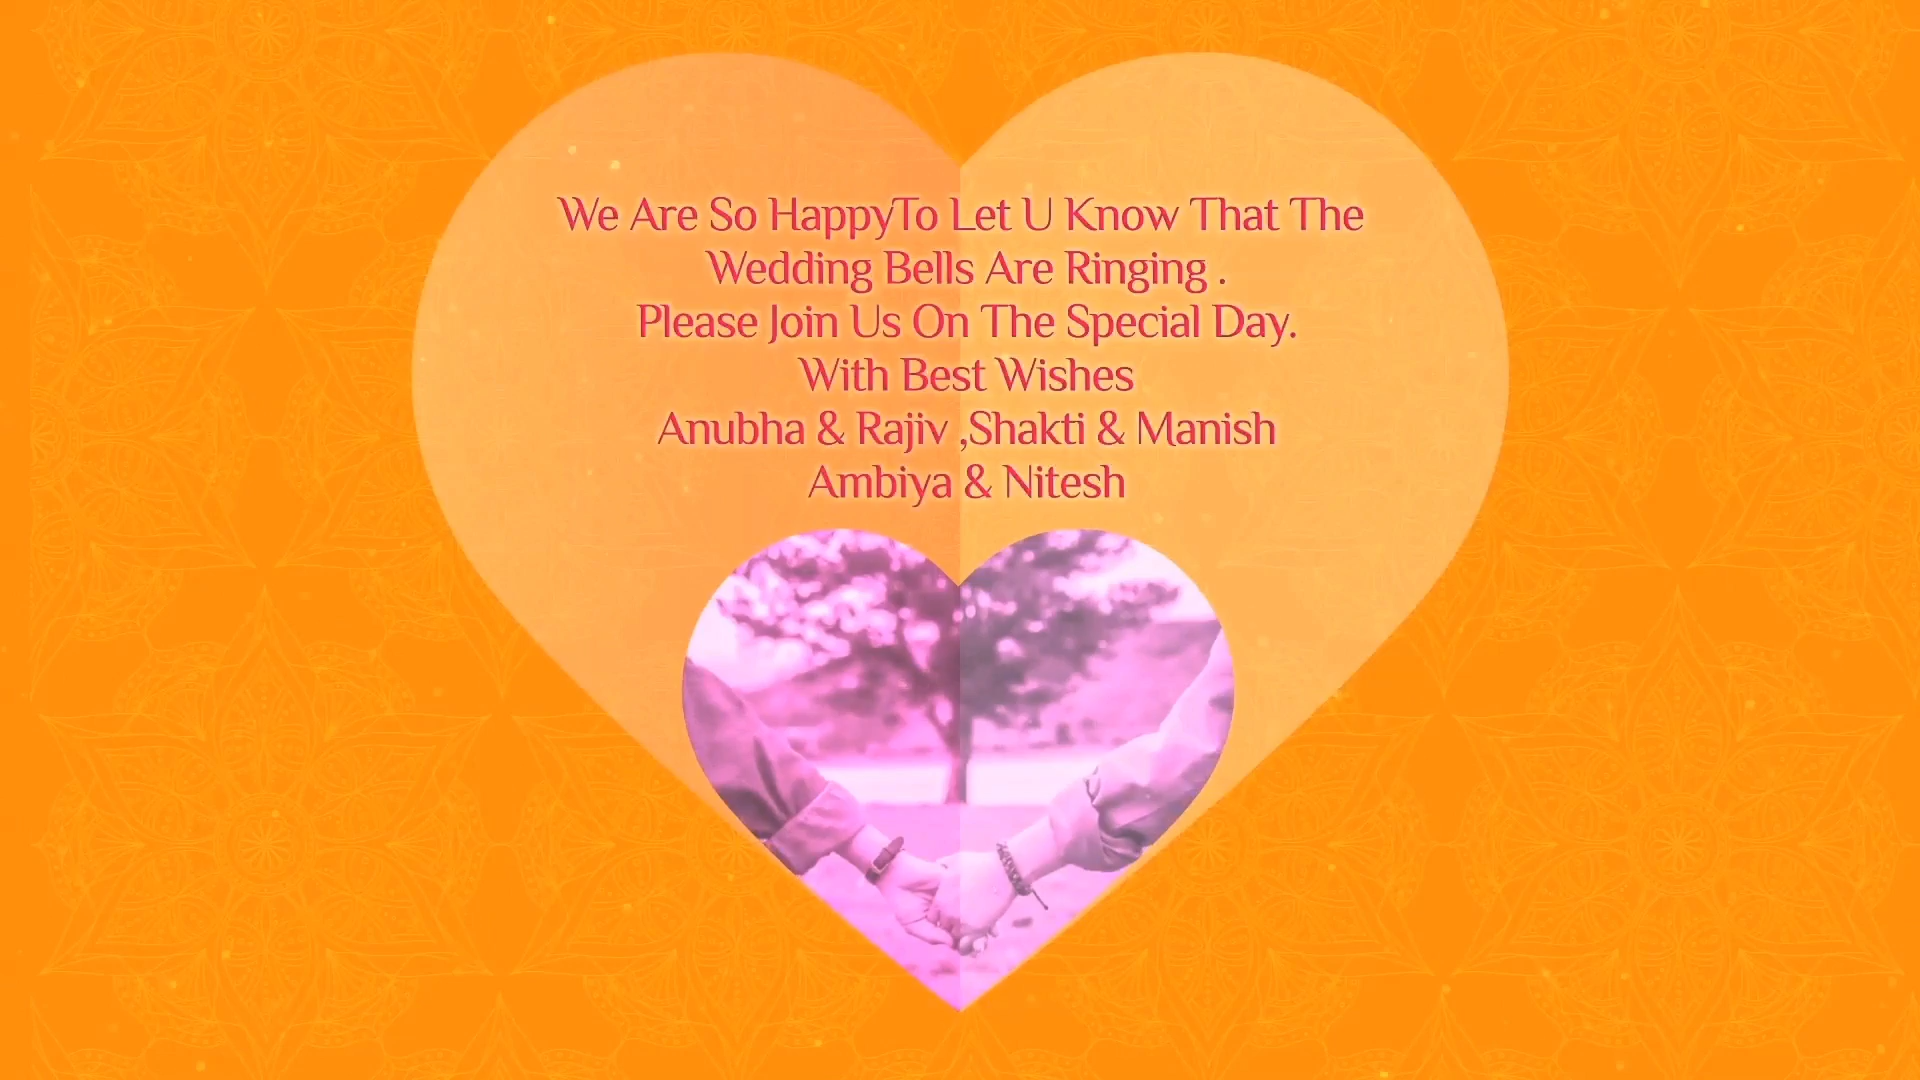 We Are So HappyTo Let U Know That The
Wedding Bells Are Ringing .
Please Join Us On The Special Day.
With Best Wishes
Anubha & Rajiv ,Shakti & Manish
Ambiya & Nitesh